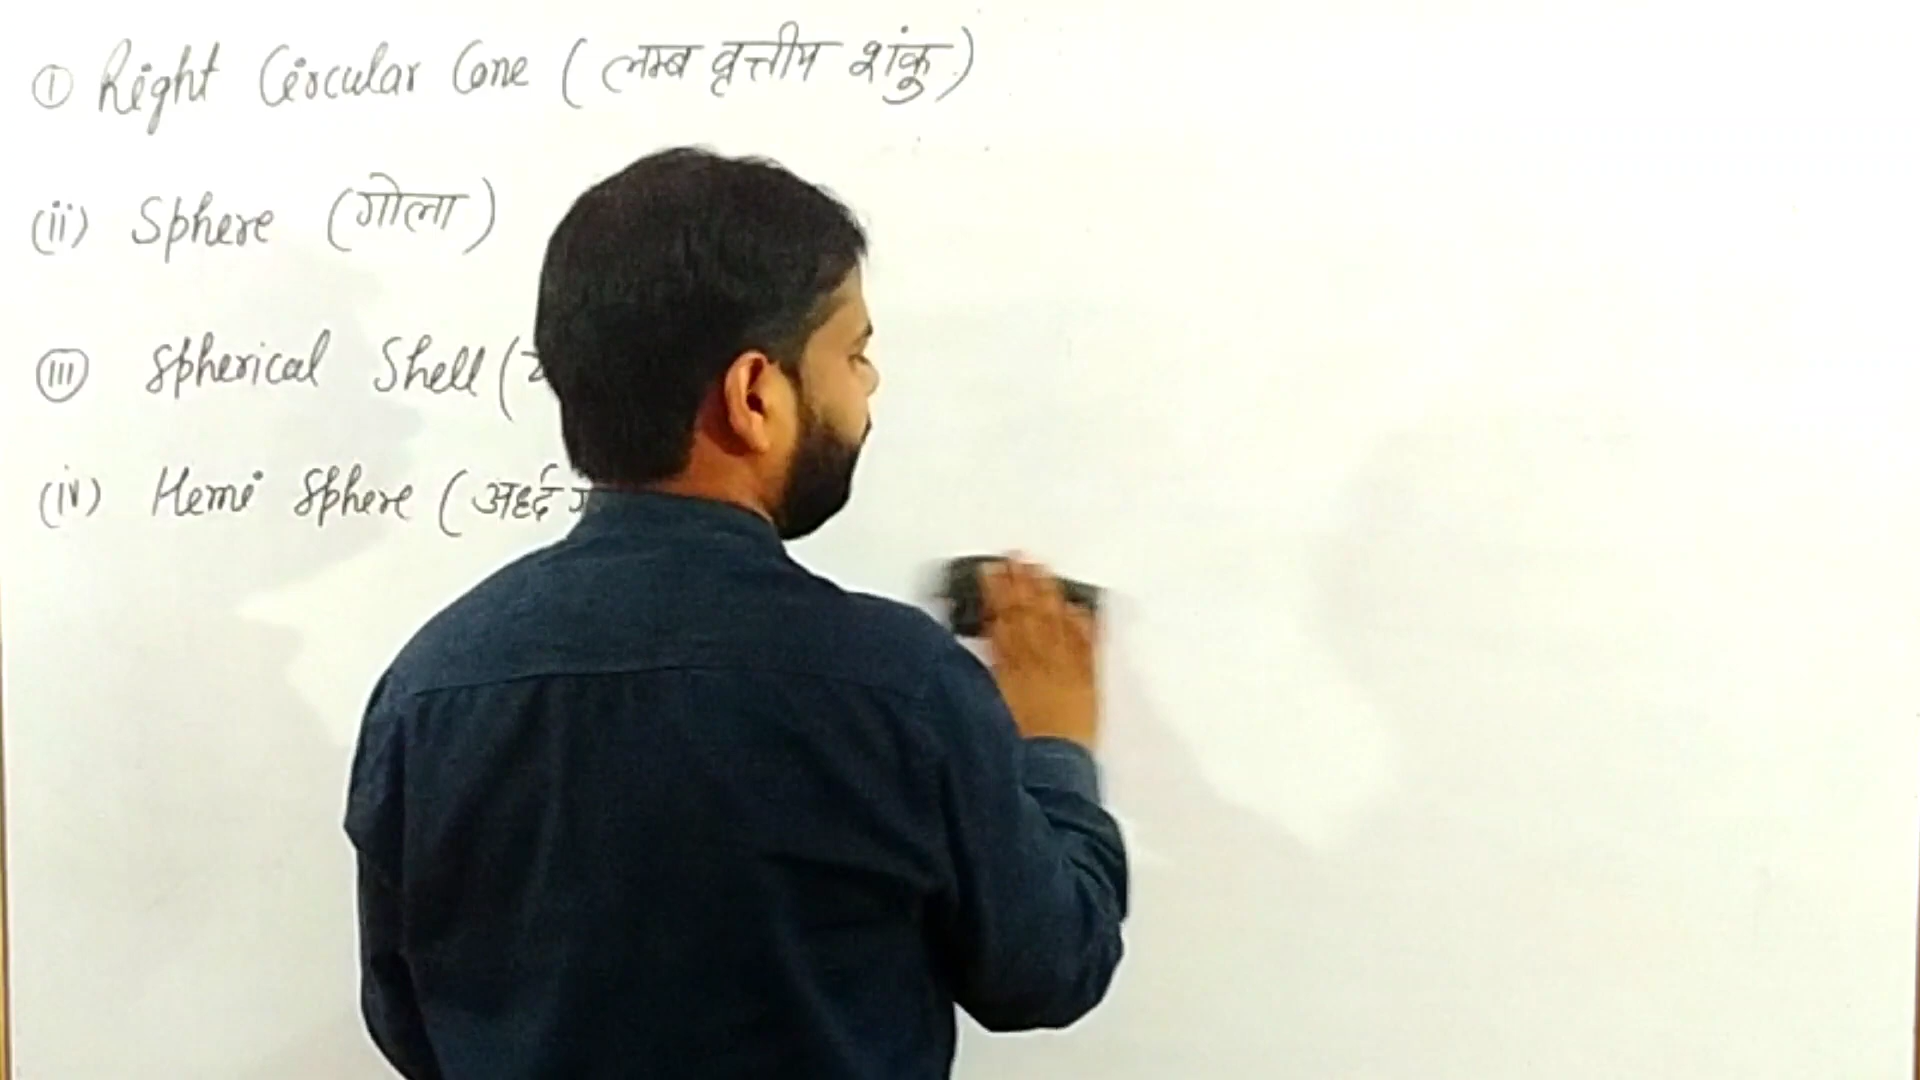 ① Right Circular Cone (लम्ब वृत्तीय शंकु)
(ii) Sphere (गोला)
(iii) Spherical Shell (
(iv) Hemi Sphere (अर्द्ध